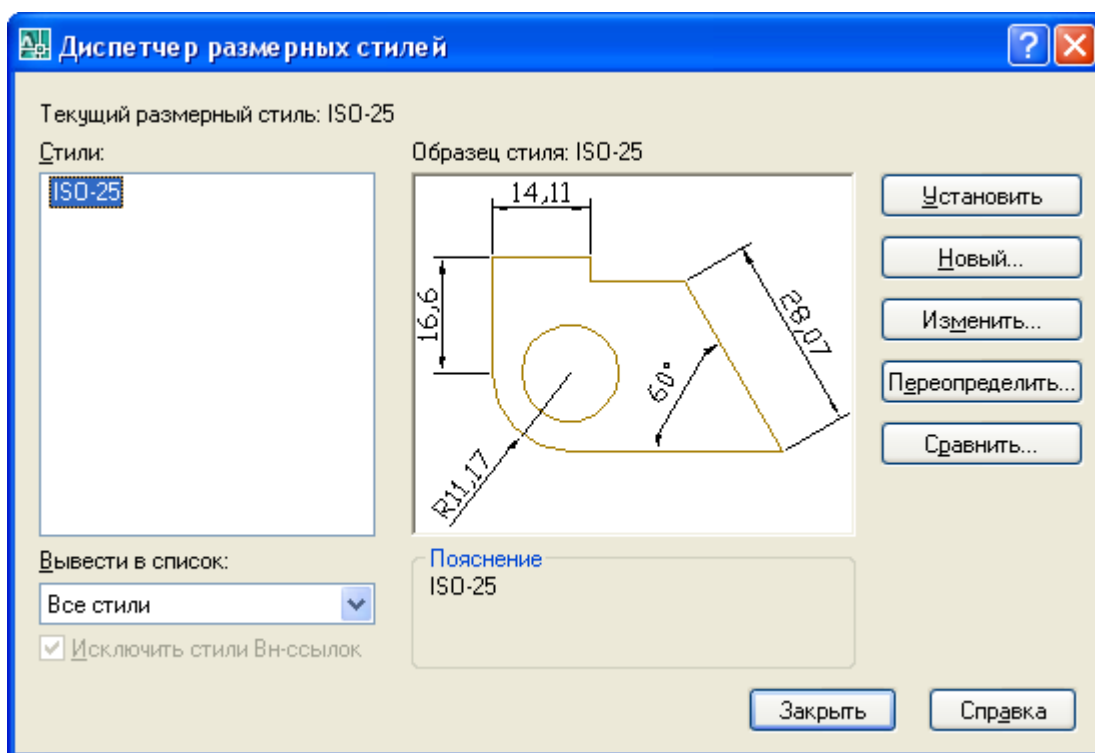 Диспетчер размерных стилей
Текущий размерный стиль: ISO-25
Стили:
ISO-25
Образец стиля: ISO-25
14,11
16,6
28,07
60°
R11,17
Установить
Новый...
Изменить...
Переопределить...
Сравнить...
Вывести в список:
Все стили
Исключить стили Вн-ссылок
Пояснение
ISO-25
Закрыть
Справка